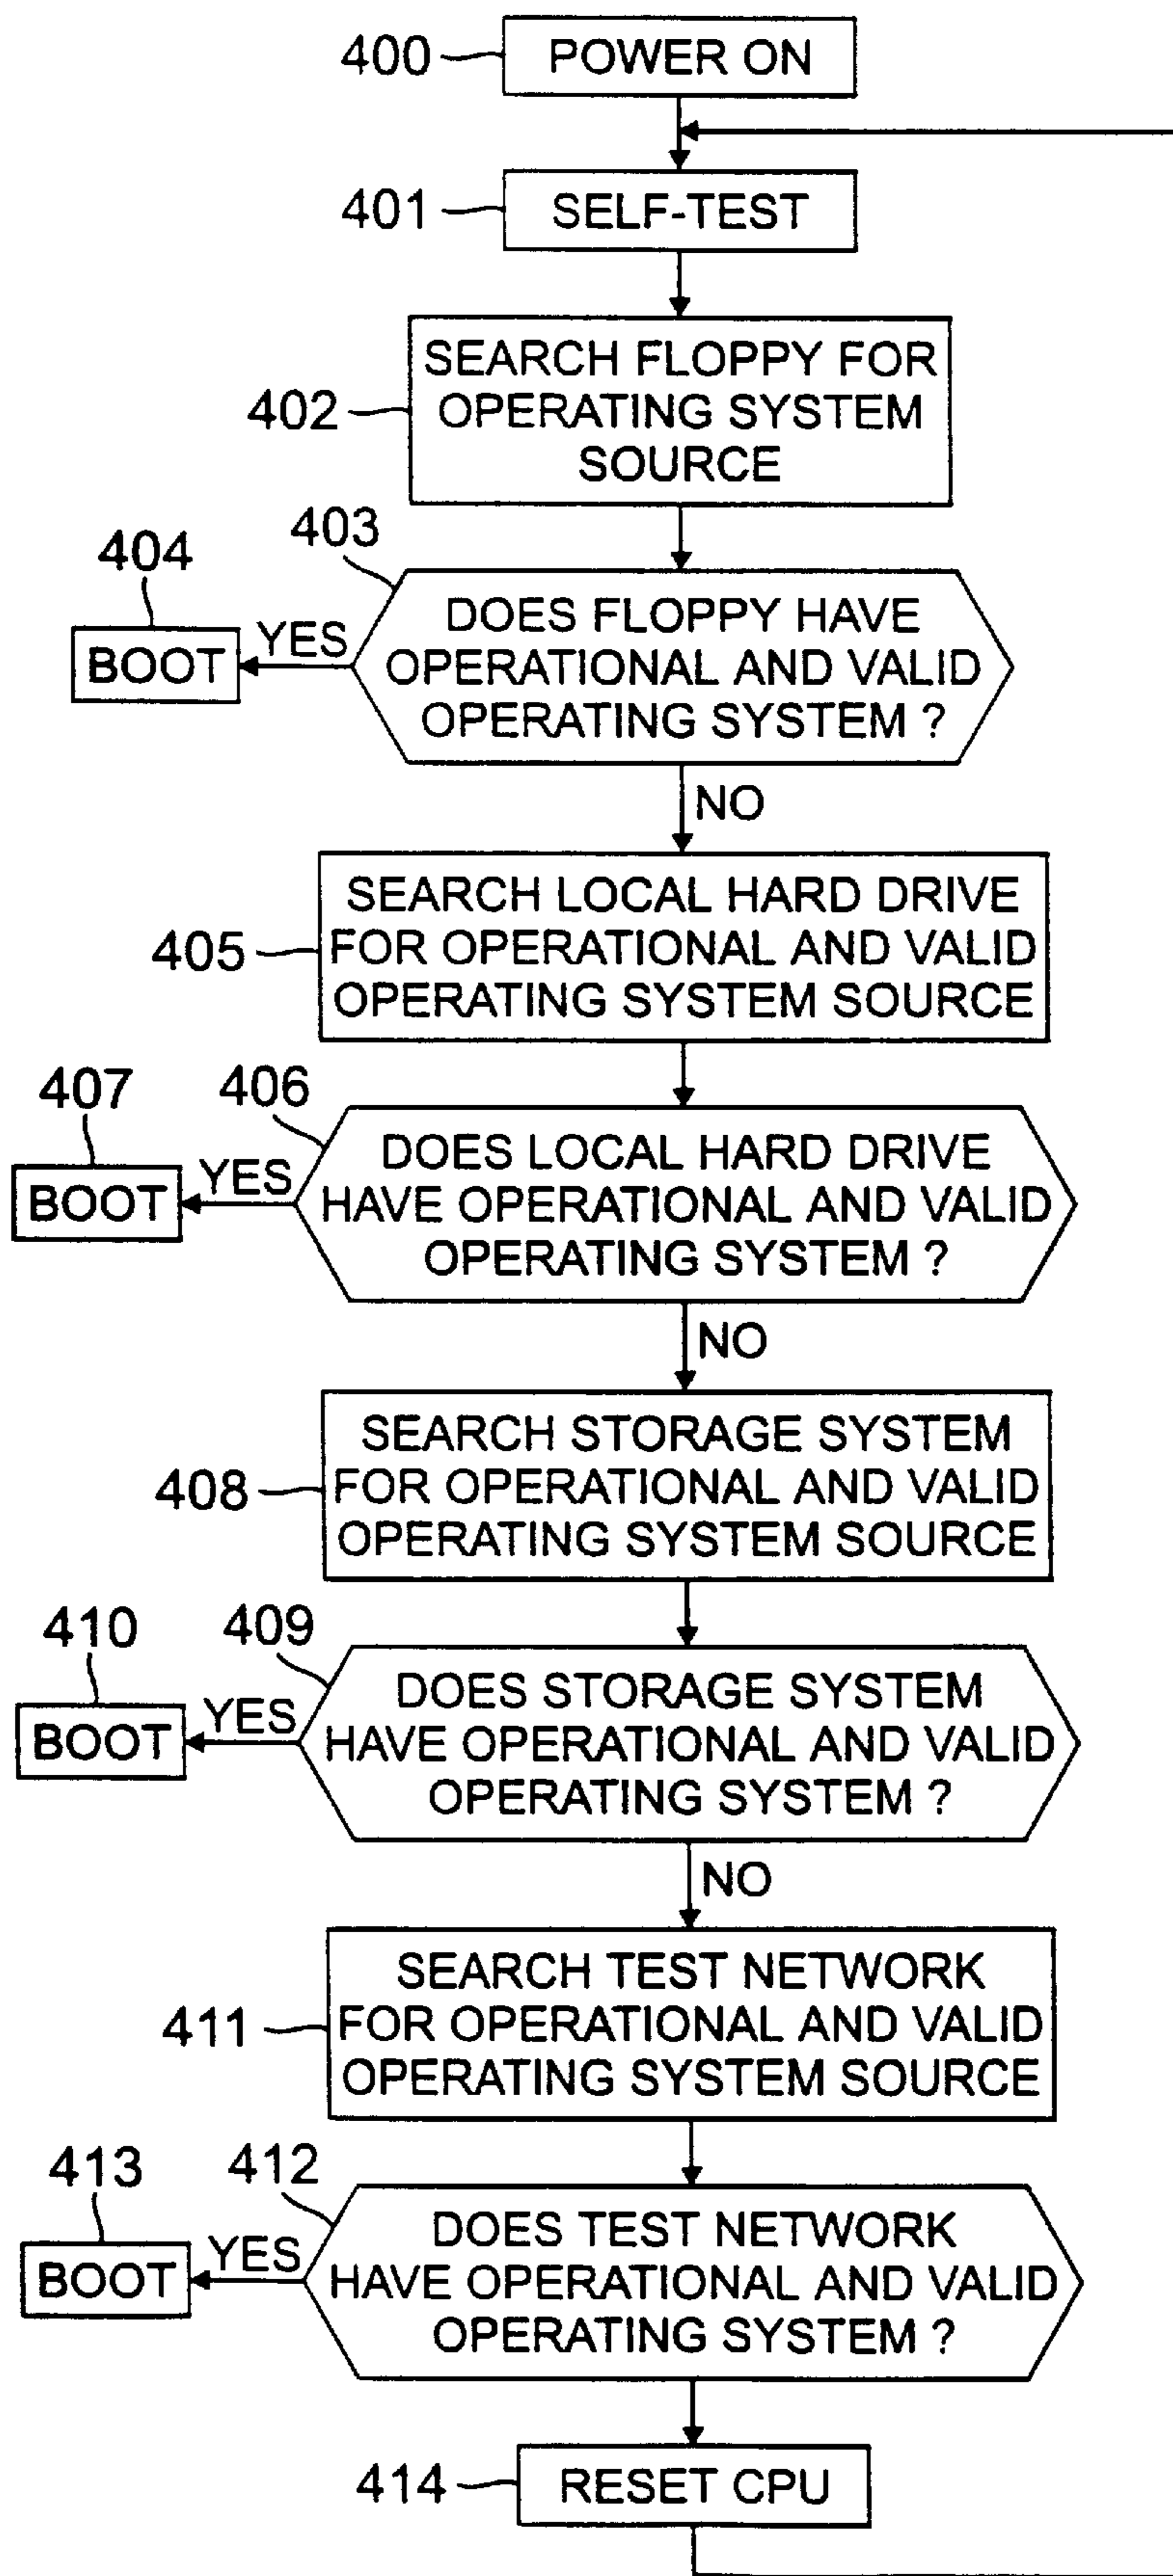 400
POWER ON
401
SELF-TEST
402
SEARCH FLOPPY FOR
OPERATING SYSTEM
SOURCE
403
404
BOOT
YES
DOES FLOPPY HAVE
OPERATIONAL AND VALID
OPERATING SYSTEM ?
NO
405
SEARCH LOCAL HARD DRIVE
FOR OPERATIONAL AND VALID
OPERATING SYSTEM SOURCE
406
407
BOOT
YES
DOES LOCAL HARD DRIVE
HAVE OPERATIONAL AND VALID
OPERATING SYSTEM ?
NO
408
SEARCH STORAGE SYSTEM
FOR OPERATIONAL AND VALID
OPERATING SYSTEM SOURCE
409
410
BOOT
YES
DOES STORAGE SYSTEM
HAVE OPERATIONAL AND VALID
OPERATING SYSTEM ?
NO
411
SEARCH TEST NETWORK
FOR OPERATIONAL AND VALID
OPERATING SYSTEM SOURCE
412
413
BOOT
YES
DOES TEST NETWORK
HAVE OPERATIONAL AND VALID
OPERATING SYSTEM ?
414
RESET CPU